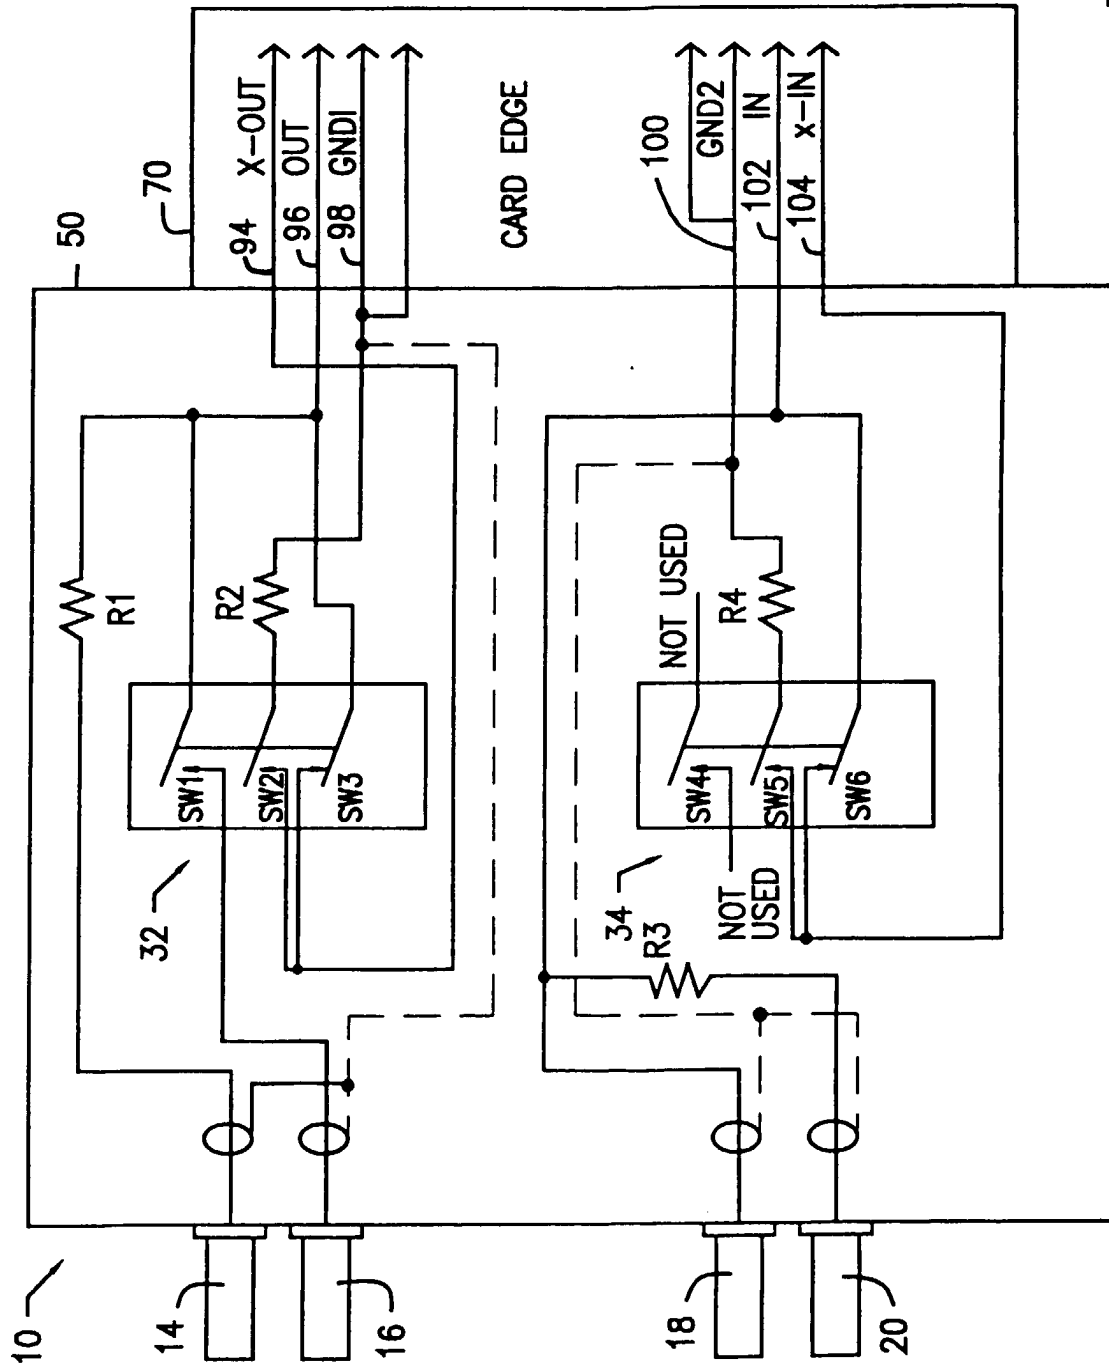 10
14
16
18
20
50
70
R1
R2
32
SW1
SW2
SW3
94 X-OUT
96 OUT
98 GND1
CARD EDGE
100 GND2
102 IN
104 X-IN
NOT USED
R4
SW4
SW5
SW6
NOT
USED
34
R3